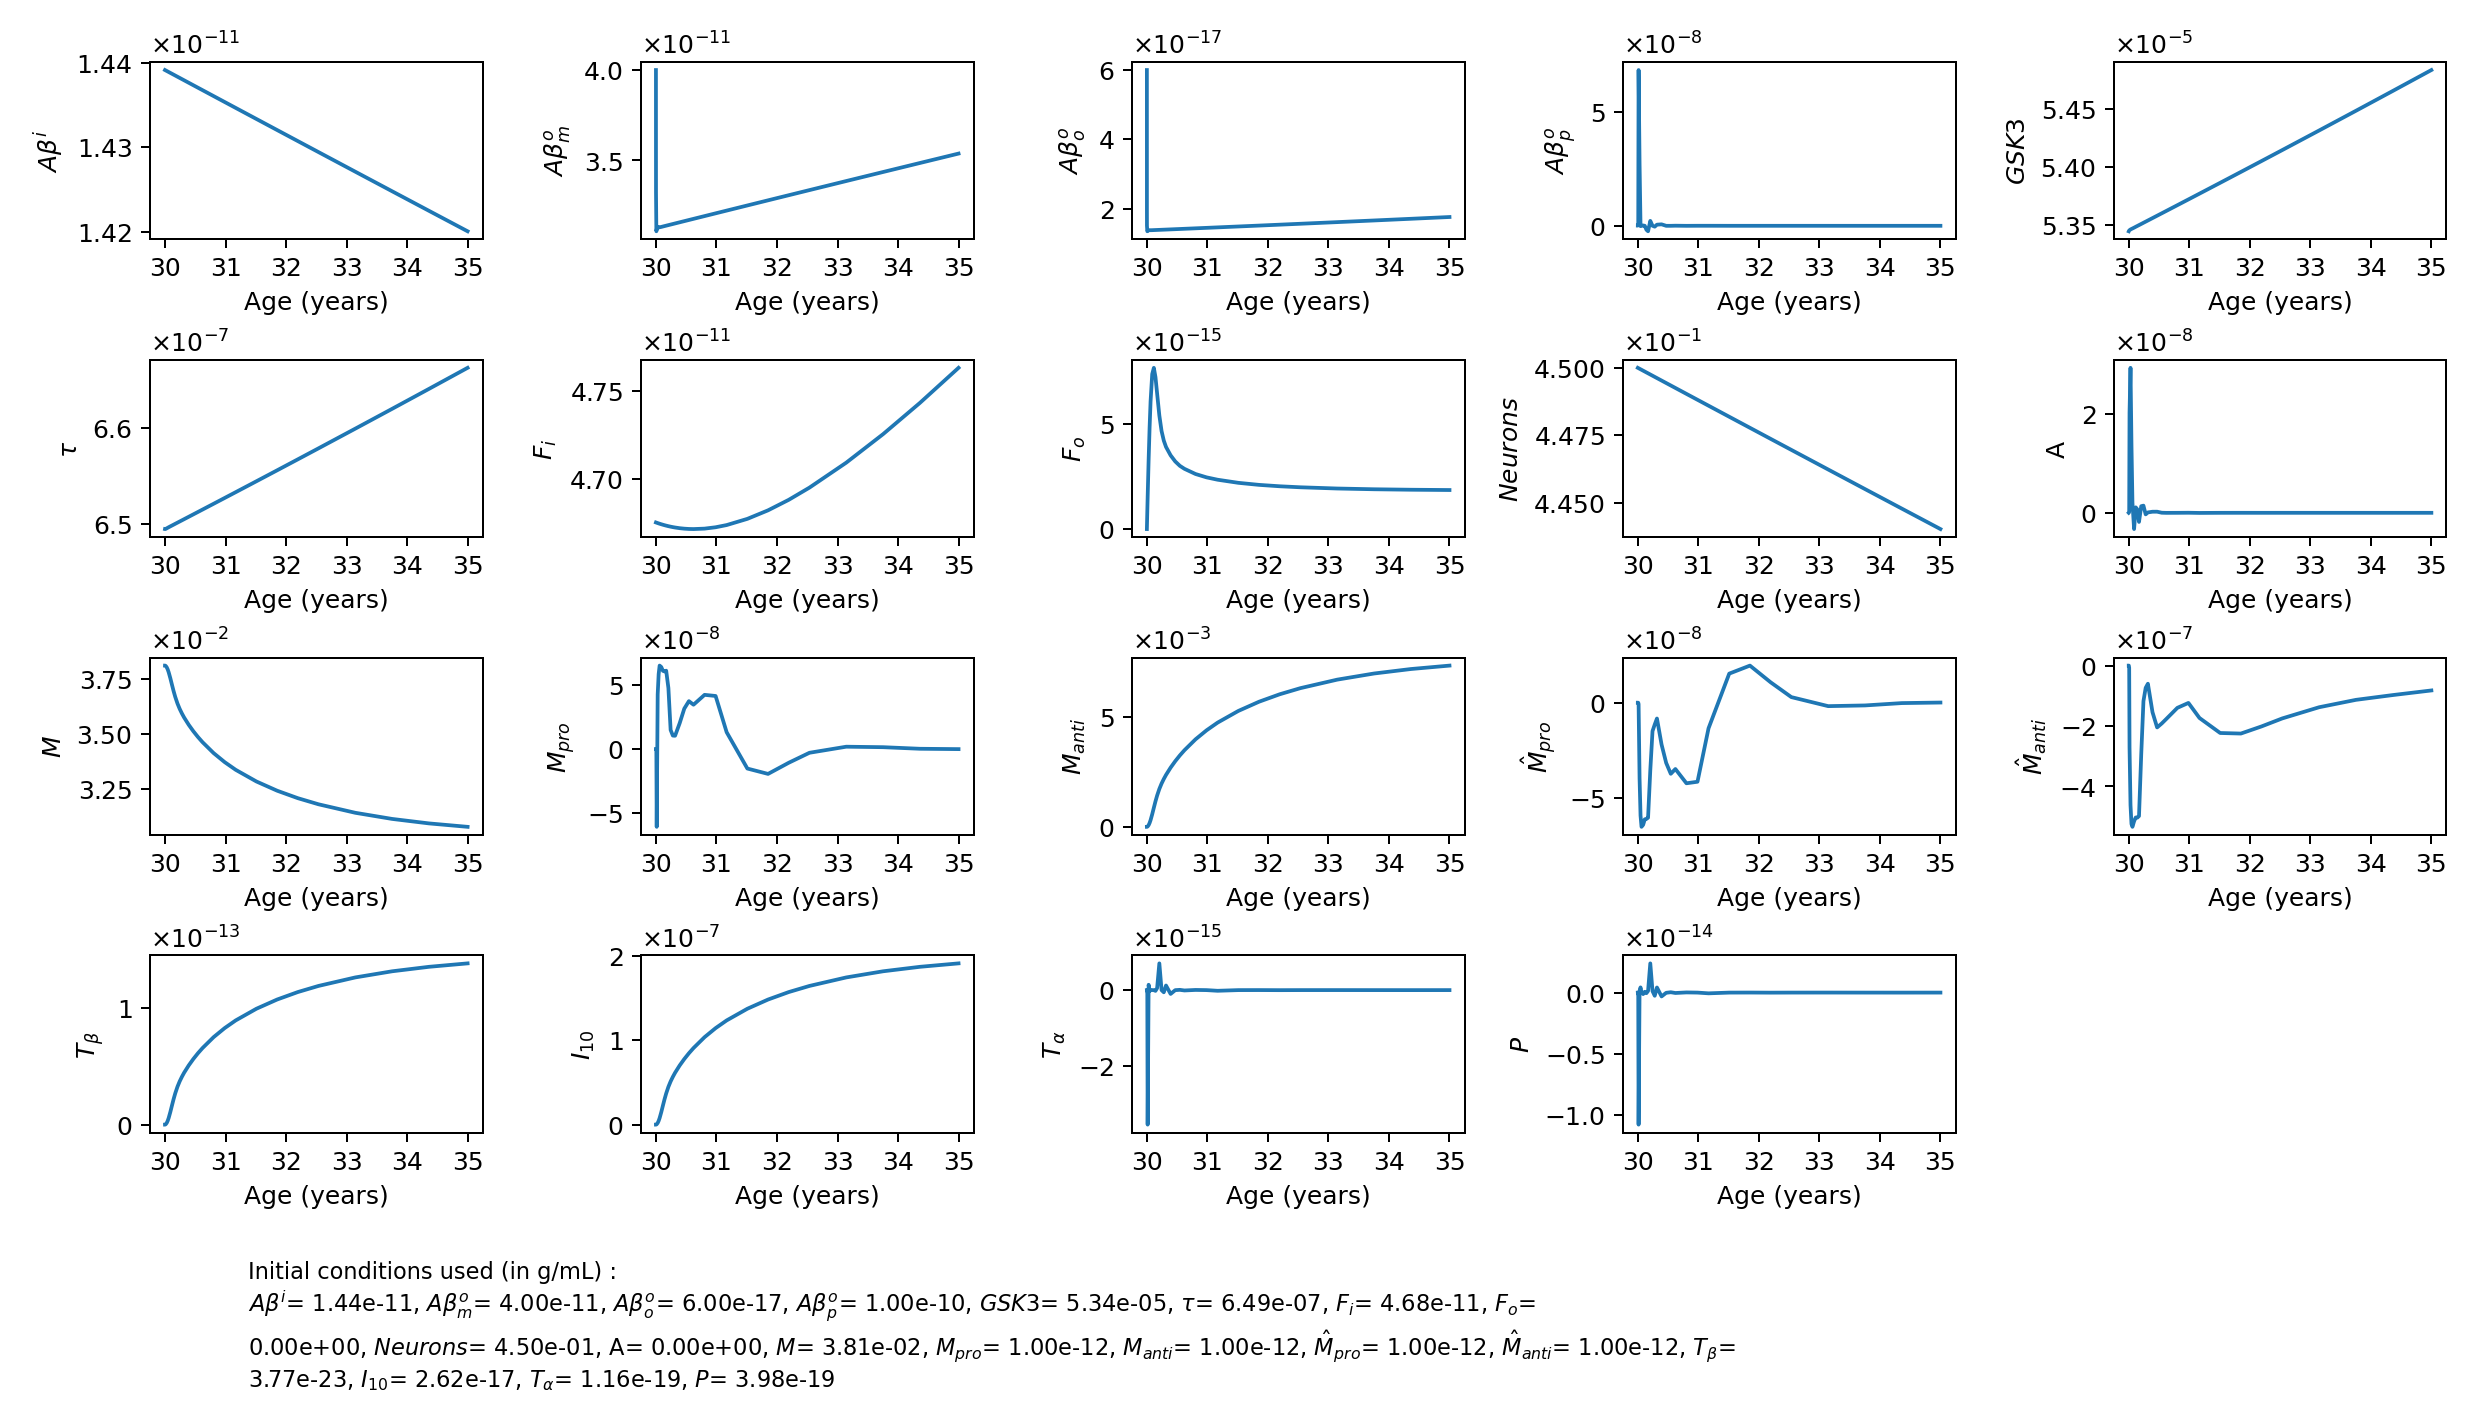 ×10⁻¹¹ ×10⁻¹¹ ×10⁻¹⁷ ×10⁻⁸ ×10⁻⁵
Aβⁱ 1.44 1.43 1.42
Aβₘᵒ 4.0 3.5
Aβₒᵒ 6 4 2
Aβₚᵒ 5 0
GSK3 5.45 5.40 5.35
30 31 32 33 34 35 30 31 32 33 34 35 30 31 32 33 34 35 30 31 32 33 34 35 30 31 32 33 34 35
Age (years) Age (years) Age (years) Age (years) Age (years)
×10⁻⁷ ×10⁻¹¹ ×10⁻¹⁵ ×10⁻¹ ×10⁻⁸
τ 6.6 6.5
Fᵢ 4.75 4.70
Fₒ 5 0
Neurons 4.500 4.475 4.450
A 2 0
30 31 32 33 34 35 30 31 32 33 34 35 30 31 32 33 34 35 30 31 32 33 34 35 30 31 32 33 34 35
Age (years) Age (years) Age (years) Age (years) Age (years)
×10⁻² ×10⁻⁸ ×10⁻³ ×10⁻⁸ ×10⁻⁷
M 3.75 3.50 3.25
M_pro 5 0 −5
M_anti 5 0
M̂_pro 0 −5
M̂_anti 0 −2 −4
30 31 32 33 34 35 30 31 32 33 34 35 30 31 32 33 34 35 30 31 32 33 34 35 30 31 32 33 34 35
Age (years) Age (years) Age (years) Age (years) Age (years)
×10⁻¹³ ×10⁻⁷ ×10⁻¹⁵ ×10⁻¹⁴
T_β 1 0
I₁₀ 2 1 0
T_α 0 −2
P 0.0 −0.5 −1.0
30 31 32 33 34 35 30 31 32 33 34 35 30 31 32 33 34 35 30 31 32 33 34 35
Age (years) Age (years) Age (years) Age (years)
Initial conditions used (in g/mL) :
Aβⁱ= 1.44e-11, Aβₘᵒ= 4.00e-11, Aβₒᵒ= 6.00e-17, Aβₚᵒ= 1.00e-10, GSK3= 5.34e-05, τ= 6.49e-07, Fᵢ= 4.68e-11, Fₒ=
0.00e+00, Neurons= 4.50e-01, A= 0.00e+00, M= 3.81e-02, M_pro= 1.00e-12, M_anti= 1.00e-12, M̂_pro= 1.00e-12, M̂_anti= 1.00e-12, T_β=
3.77e-23, I₁₀= 2.62e-17, T_α= 1.16e-19, P= 3.98e-19